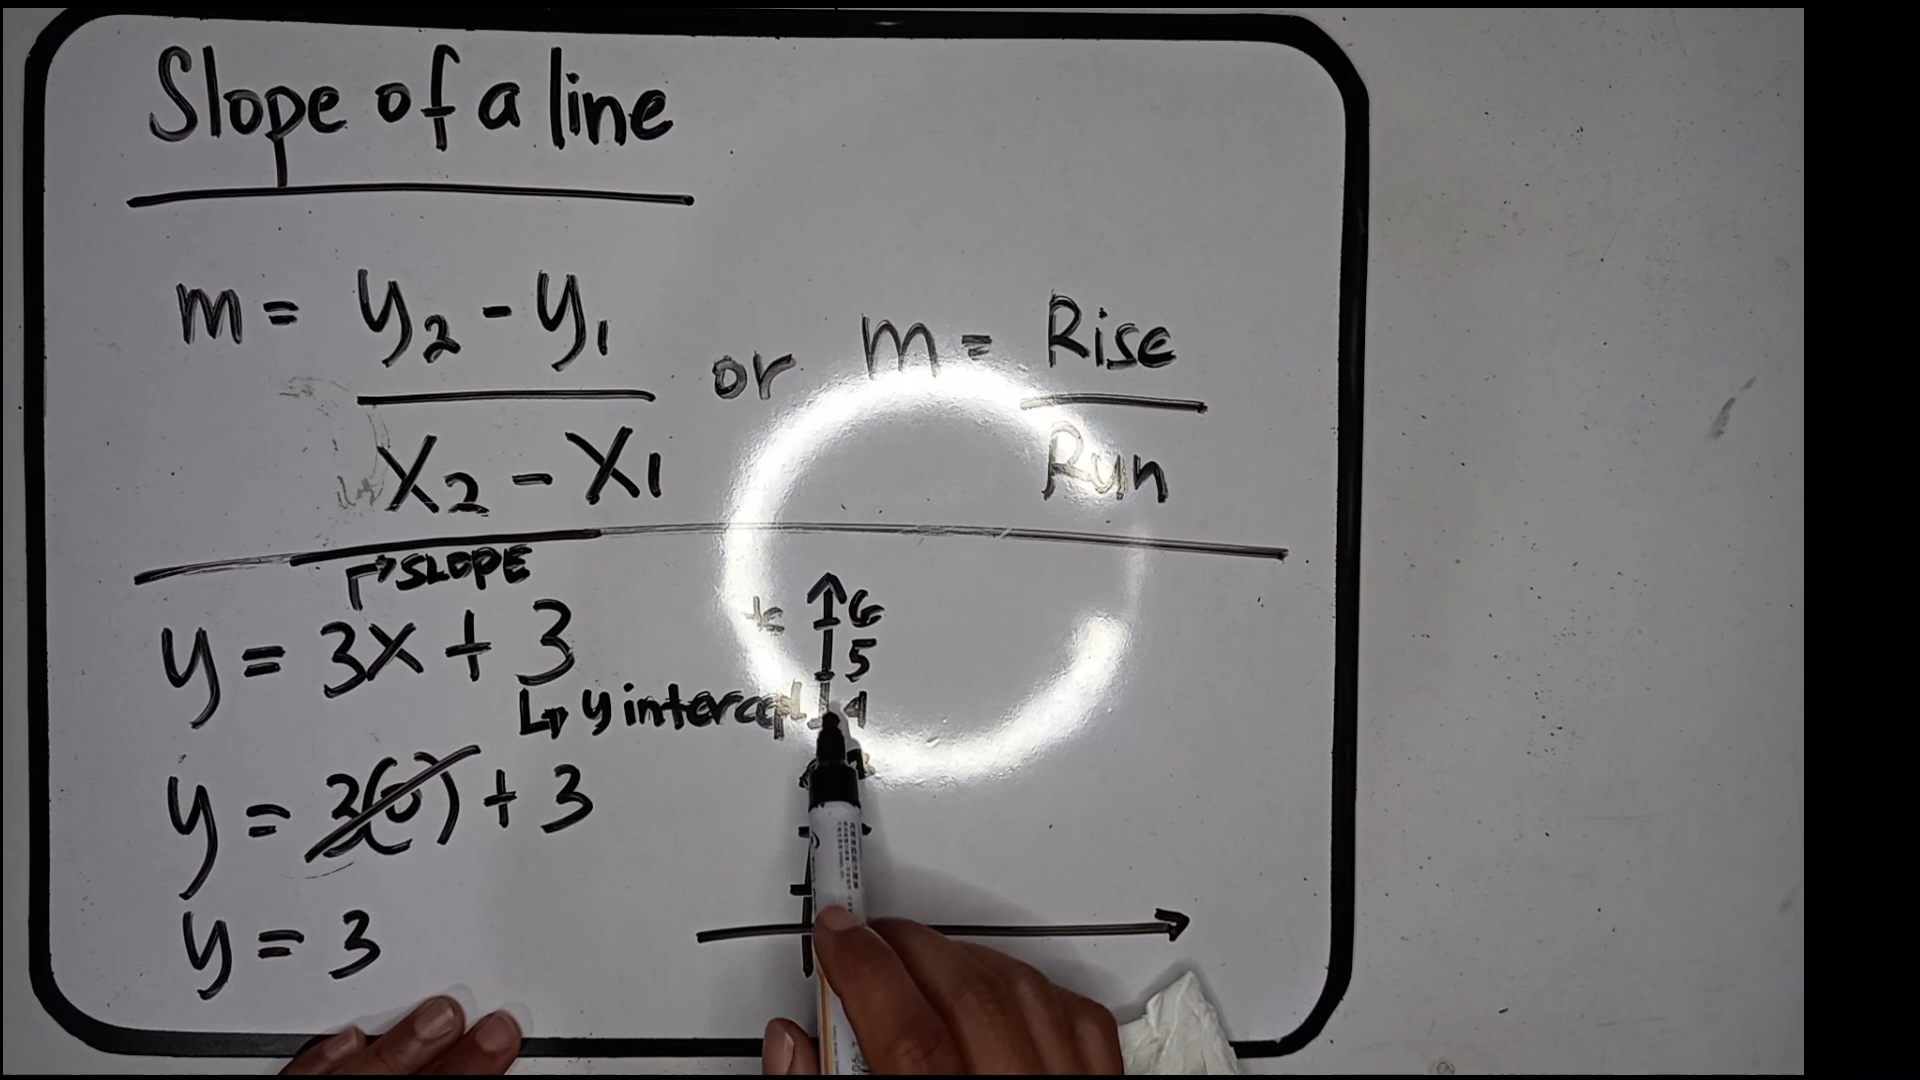 Slope of a line
m = y₂ - y₁
x₂ - x₁
or m = Rise
Run
SLOPE
y = 3x + 3
y intercept
y = 3(0) + 3
y = 3
6
5
4